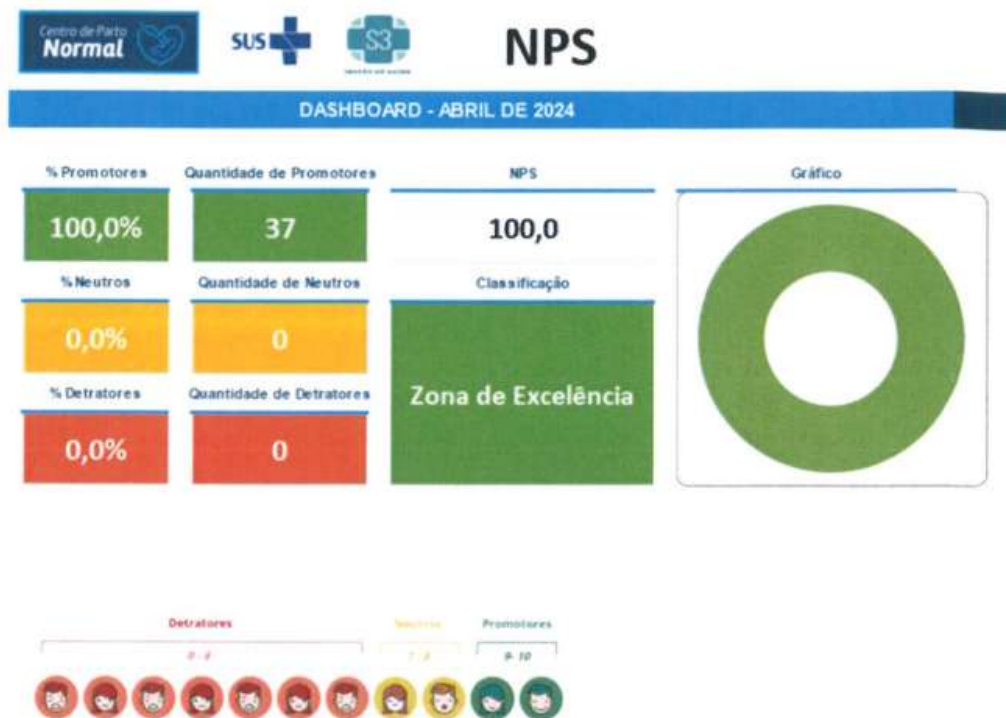 Centro de Parto
Normal
SUS
S3
NPS
DASHBOARD - ABRIL DE 2024
% Promotores
Quantidade de Promotores
NPS
Gráfico
100,0%
37
100,0
% Neutros
Quantidade de Neutros
Classificação
0,0%
0
Zona de Excelência
% Detratores
Quantidade de Detratores
0,0%
0
Detratores
Promotores
9- 10